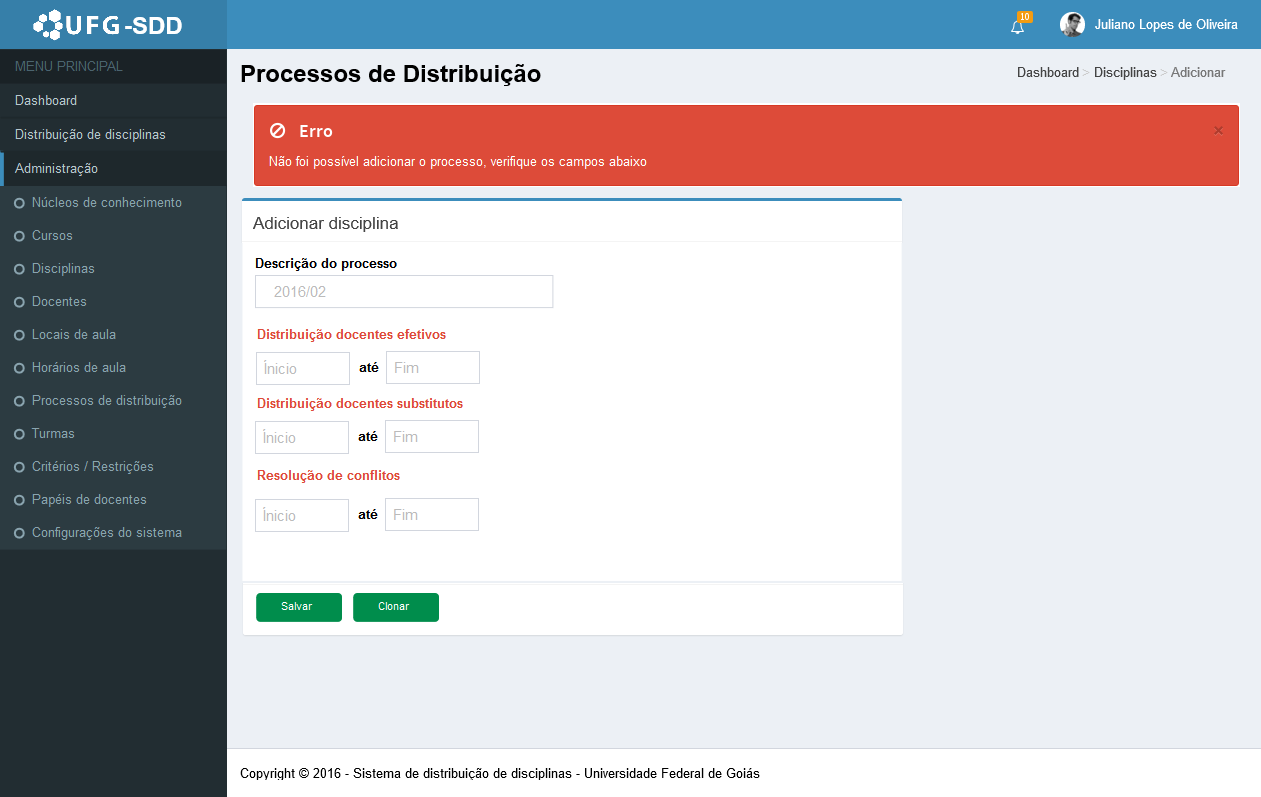 UFG-SDD
10
Juliano Lopes de Oliveira
MENU PRINCIPAL
Dashboard
Distribuição de disciplinas
Administração
Núcleos de conhecimento
Cursos
Disciplinas
Docentes
Locais de aula
Horários de aula
Processos de distribuição
Turmas
Critérios / Restrições
Papéis de docentes
Configurações do sistema
Processos de Distribuição
Dashboard > Disciplinas > Adicionar
Erro
×
Não foi possível adicionar o processo, verifique os campos abaixo
Adicionar disciplina
Descrição do processo
2016/02
Distribuição docentes efetivos
Ínicio até Fim
Distribuição docentes substitutos
Ínicio até Fim
Resolução de conflitos
Ínicio até Fim
Salvar Clonar
Copyright © 2016 - Sistema de distribuição de disciplinas - Universidade Federal de Goiás